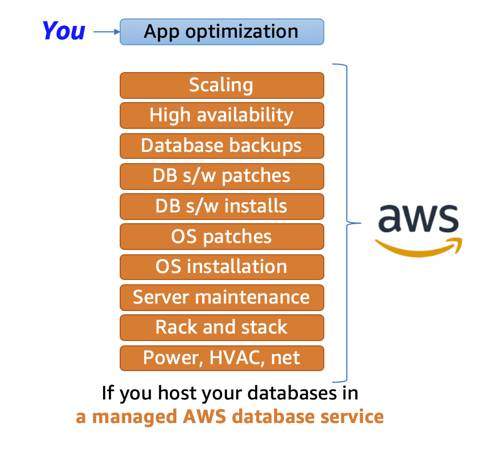 You
App optimization
Scaling
High availability
Database backups
DB s/w patches
DB s/w installs
OS patches
OS installation
Server maintenance
Rack and stack
Power, HVAC, net
aws
If you host your databases in
a managed AWS database service